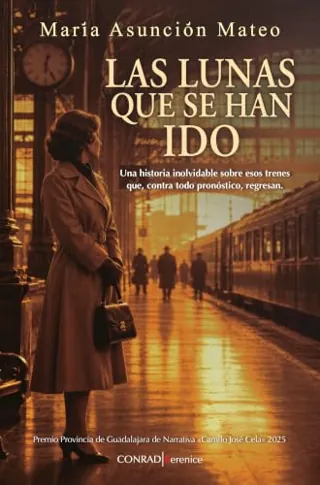 María Asunción Mateo
LAS LUNAS
QUE SE HAN
IDO
Una historia inolvidable sobre esos trenes
que, contra todo pronóstico, regresan.
Premio Provincia de Guadalajara de Narrativa «Camilo José Cela» 2025
CONRAD|Berenice